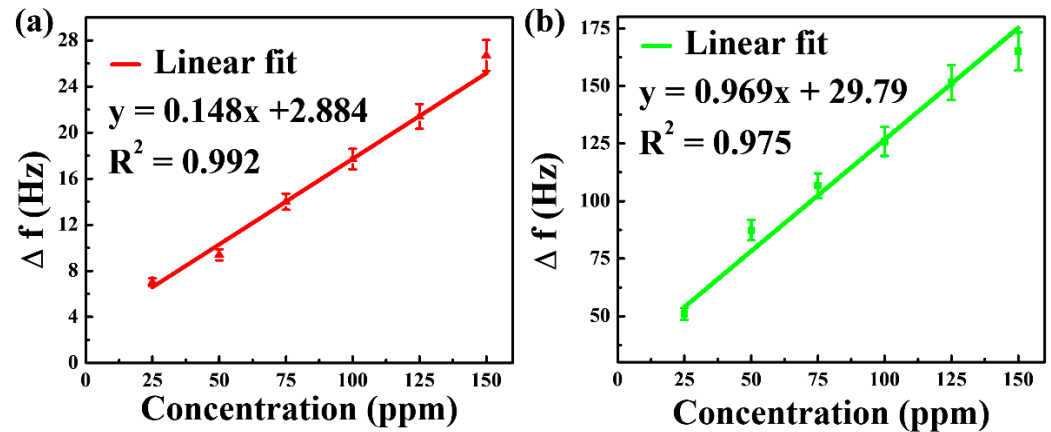 (a)
Linear fit
y = 0.148x +2.884
R² = 0.992
Δ f (Hz)
28
24
20
16
12
8
4
0
0 25 50 75 100 125 150
Concentration (ppm)
(b)
Linear fit
y = 0.969x + 29.79
R² = 0.975
Δ f (Hz)
175
150
125
100
75
50
0 25 50 75 100 125 150
Concentration (ppm)